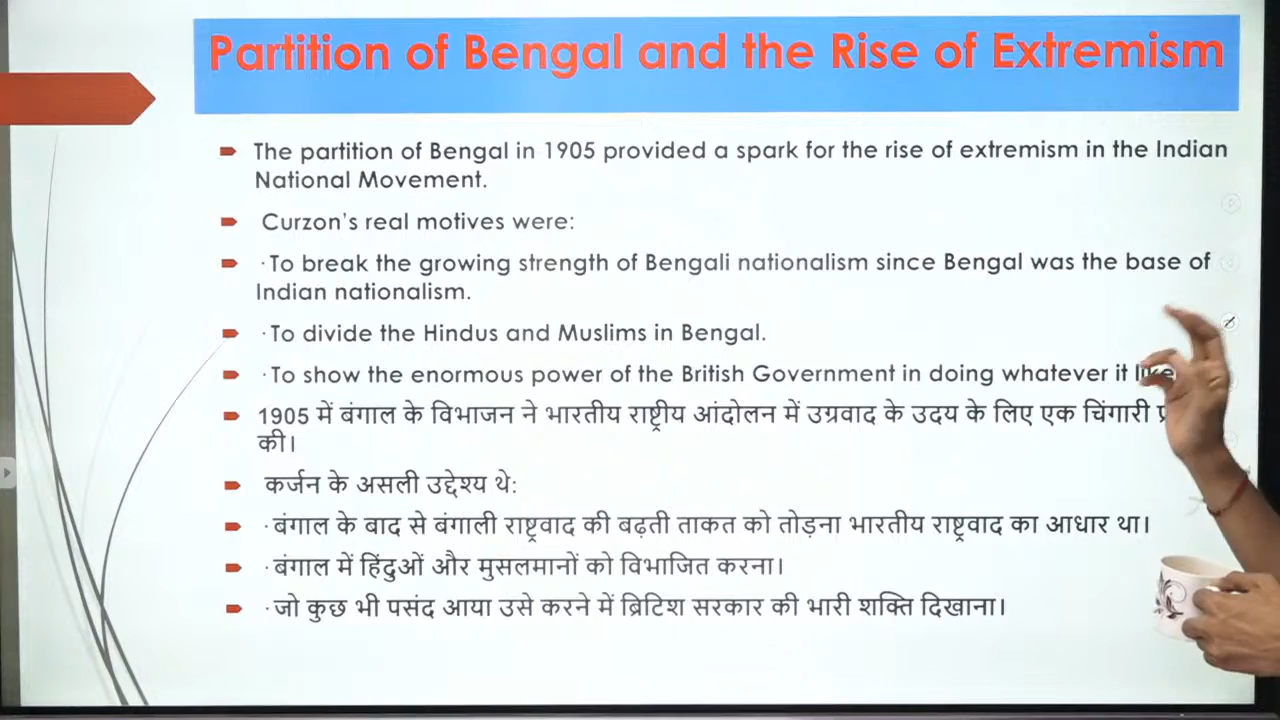 Partition of Bengal and the Rise of Extremism
The partition of Bengal in 1905 provided a spark for the rise of extremism in the Indian
National Movement.
Curzon's real motives were:
·To break the growing strength of Bengali nationalism since Bengal was the base of
Indian nationalism.
·To divide the Hindus and Muslims in Bengal.
·To show the enormous power of the British Government in doing whatever it
1905 में बंगाल के विभाजन ने भारतीय राष्ट्रीय आंदोलन में उग्रवाद के उदय के लिए एक चिंगारी
की।
कर्जन के असली उद्देश्य थे:
·बंगाल के बाद से बंगाली राष्ट्रवाद की बढ़ती ताकत को तोड़ना भारतीय राष्ट्रवाद का आधार था।
·बंगाल में हिंदुओं और मुसलमानों को विभाजित करना।
·जो कुछ भी पसंद आया उसे करने में ब्रिटिश सरकार की भारी शक्ति दिखाना।